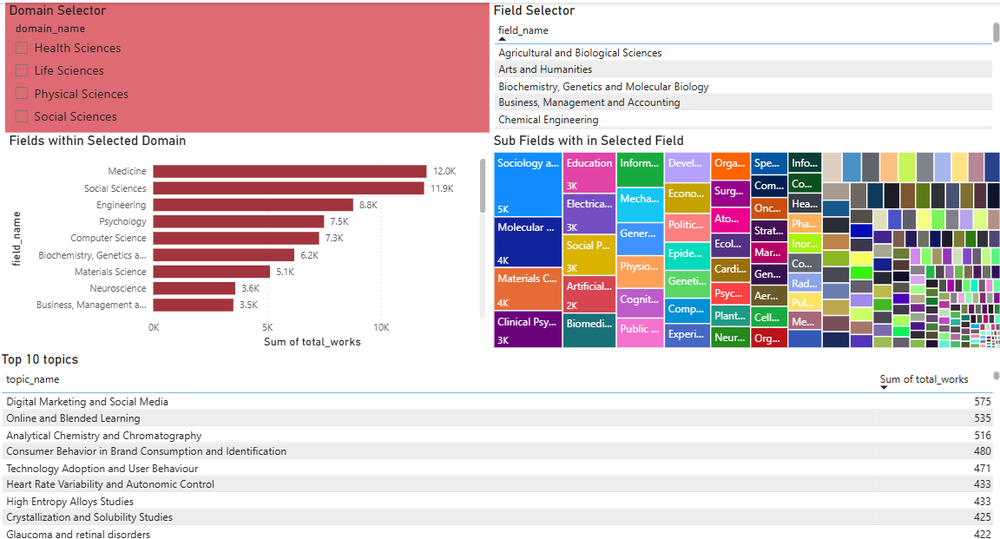 Domain Selector
domain_name
Health Sciences
Life Sciences
Physical Sciences
Social Sciences
Field Selector
field_name
Agricultural and Biological Sciences
Arts and Humanities
Biochemistry, Genetics and Molecular Biology
Business, Management and Accounting
Chemical Engineering
Fields within Selected Domain
field_name
Medicine 12.0K
Social Sciences 11.9K
Engineering 8.8K
Psychology 7.5K
Computer Science 7.3K
Biochemistry, Genetics a... 6.2K
Materials Science 5.1K
Neuroscience 3.6K
Business, Management a... 3.5K
0K 5K 10K
Sum of total_works
Sub Fields with in Selected Field
Sociology a...
5K
Molecular ...
4K
Materials C...
4K
Clinical Psy...
3K
Education
3K
Electrica...
3K
Social P...
3K
Artificial...
2K
Biomedi...
Inform...
Mecha...
Gener...
Physio...
Cognit...
Public ...
Devel...
Econo...
Politic...
Epide...
Geneti...
Comp...
Experi...
Orga...
Surg...
Ato...
Ecol...
Cardi...
Psyc...
Plant...
Neur...
Spe...
Com...
Onc...
Strat...
Mar...
Gen...
Aer...
Cell...
Org...
Info...
Co...
Hea...
Pha...
Inor...
Co...
Rad...
Pul...
Me...
Top 10 topics
topic_name Sum of total_works
Digital Marketing and Social Media 575
Online and Blended Learning 535
Analytical Chemistry and Chromatography 516
Consumer Behavior in Brand Consumption and Identification 480
Technology Adoption and User Behaviour 471
Heart Rate Variability and Autonomic Control 433
High Entropy Alloys Studies 433
Crystallization and Solubility Studies 425
Glaucoma and retinal disorders 422